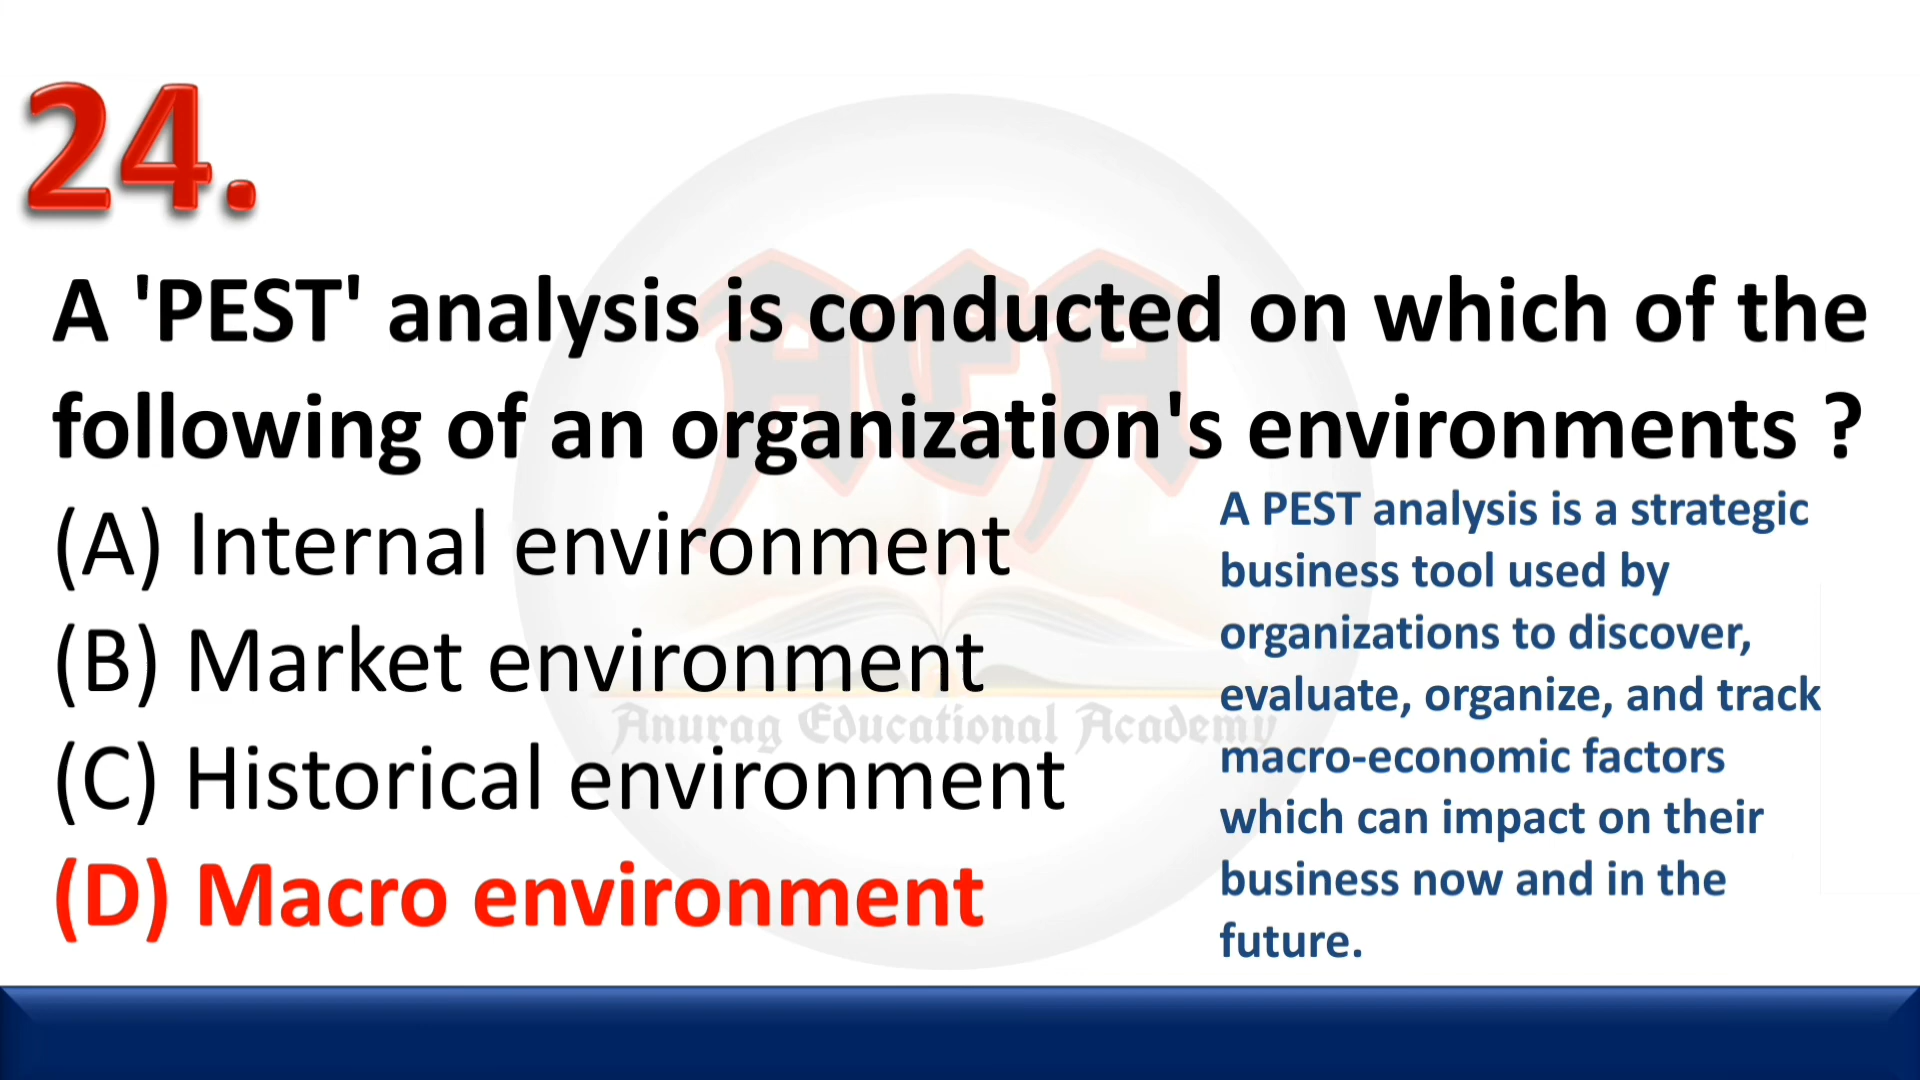 24.
A 'PEST' analysis is conducted on which of the
following of an organization's environments ?
(A) Internal environment
(B) Market environment
(C) Historical environment
(D) Macro environment
A PEST analysis is a strategic
business tool used by
organizations to discover,
evaluate, organize, and track
macro-economic factors
which can impact on their
business now and in the
future.
AEA
Anurag Educational Academy